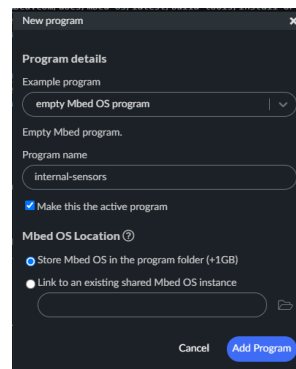 New program
Program details
Example program
empty Mbed OS program
Empty Mbed program.
Program name
internal-sensors
Make this the active program
Mbed OS Location
Store Mbed OS in the program folder (+1GB)
Link to an existing shared Mbed OS instance
Cancel Add Program